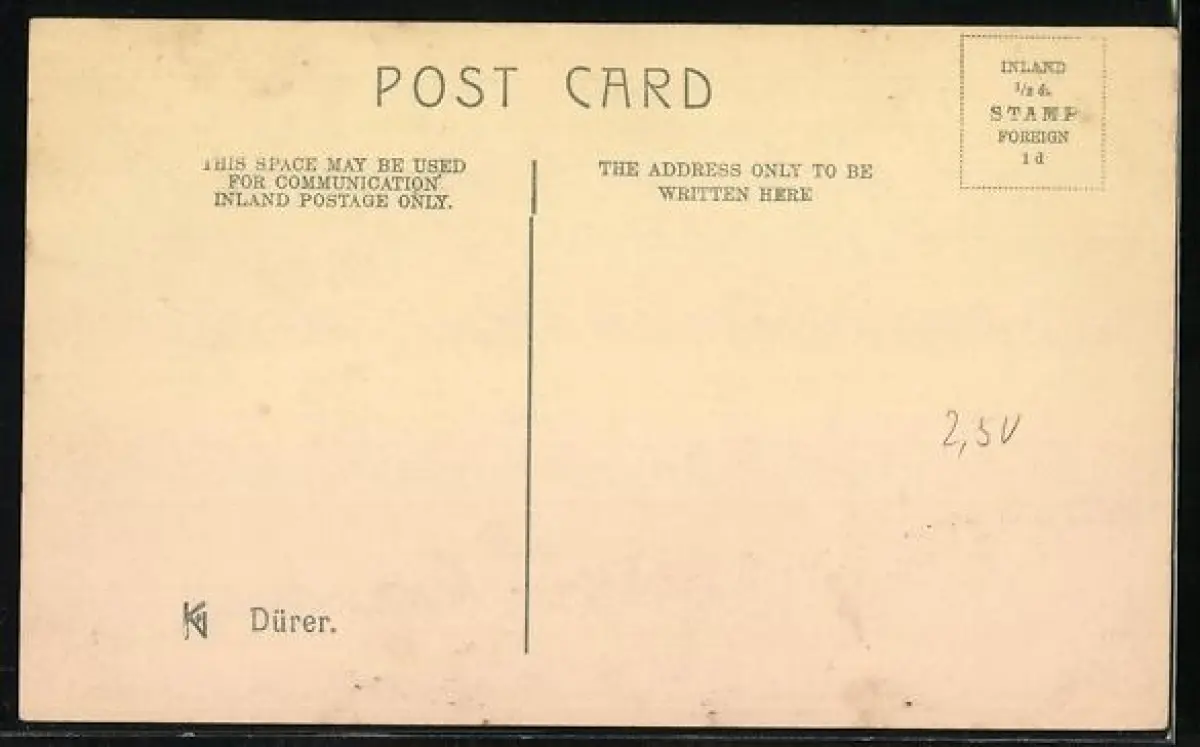 POST CARD
INLAND
1/2 d.
STAMP
FOREIGN
1 d
THIS SPACE MAY BE USED
FOR COMMUNICATION
INLAND POSTAGE ONLY.
THE ADDRESS ONLY TO BE
WRITTEN HERE
2,50
Dürer.